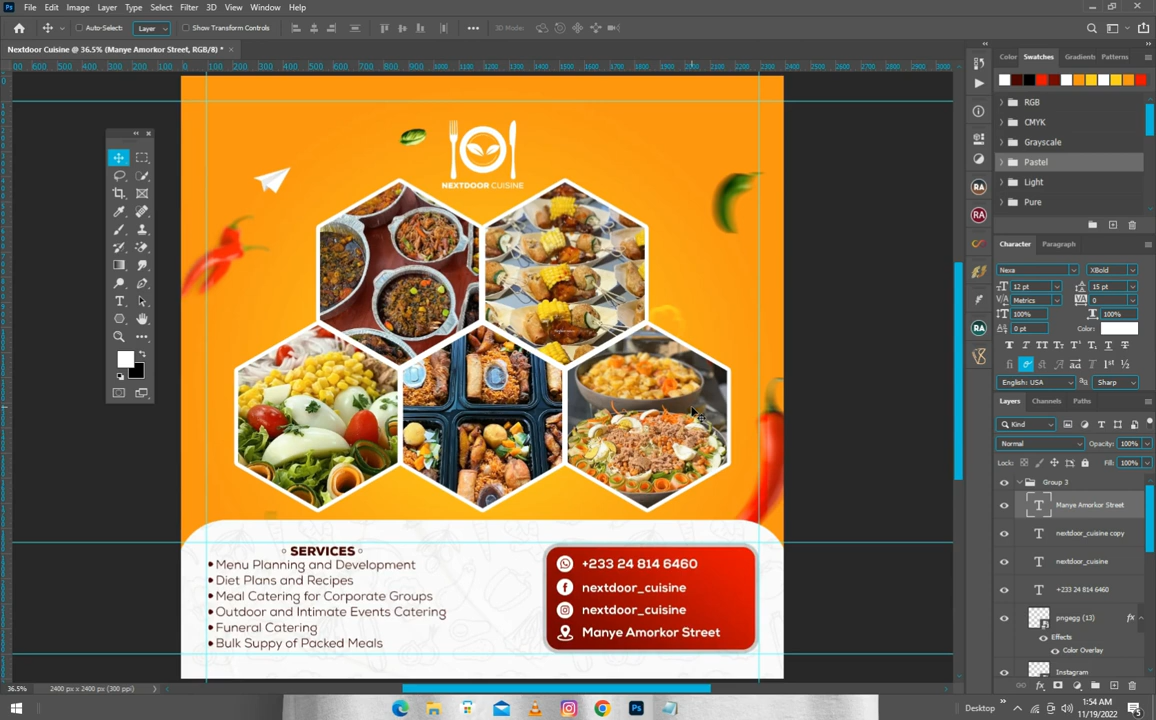 File Edit Image Layer Type Select Filter 3D View Window Help
Auto-Select: Layer Show Transform Controls 3D Mode:
Nextdoor Cuisine @ 36.5% (Manye Amorkor Street, RGB/8) *
NEXTDOOR CUISINE
SERVICES
Menu Planning and Development
Diet Plans and Recipes
Meal Catering for Corporate Groups
Outdoor and Intimate Events Catering
Funeral Catering
Bulk Suppy of Packed Meals
+233 24 814 6460
nextdoor_cuisine
nextdoor_cuisine
Manye Amorkor Street
36.5% 2400 px x 2400 px (300 ppi)
Color Swatches Gradients Patterns
RGB
CMYK
Grayscale
Pastel
Light
Pure
Character Paragraph
Nexa XBold
12 pt 15 pt
Metrics 0
100% 100%
0 pt Color:
English: USA Sharp
Layers Channels Paths
Kind
Normal Opacity: 100%
Lock: Fill: 100%
Group 3
Manye Amorkor Street
nextdoor_cuisine copy
nextdoor_cuisine
+233 24 814 6460
pngegg (13) fx
Effects
Color Overlay
Instagram
Desktop 1:54 AM
11/19/2022